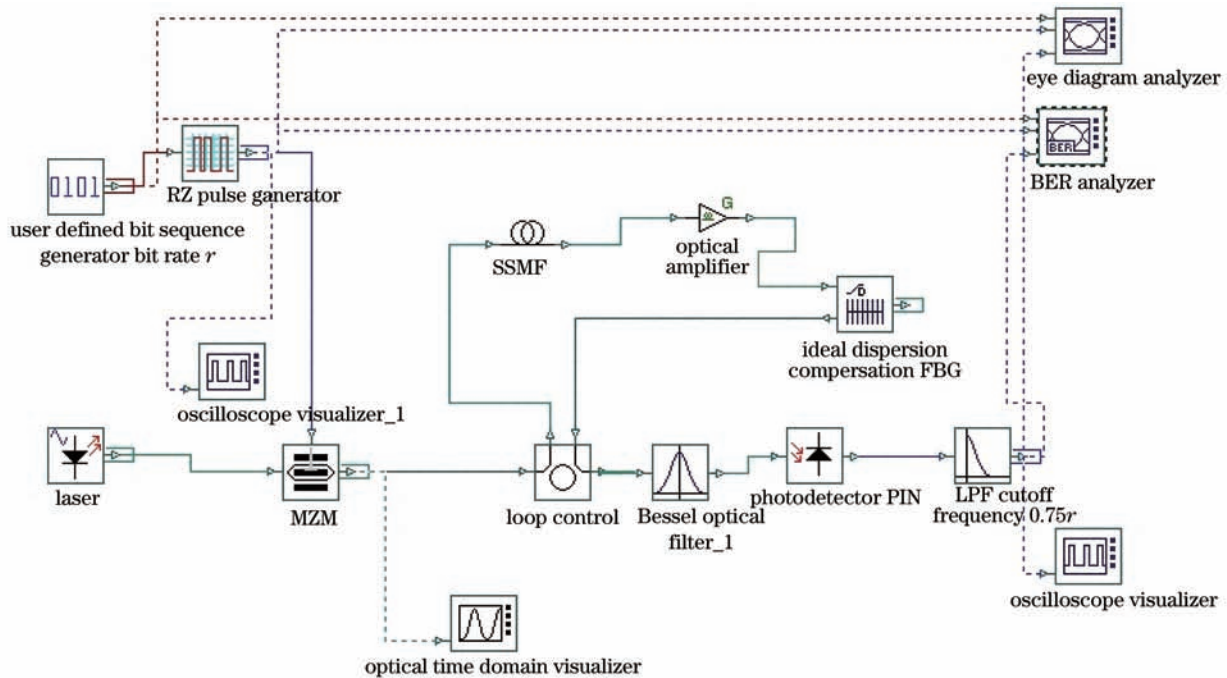 eye diagram analyzer
BER
BER analyzer
0101
RZ pulse ganerator
user defined bit sequence
generator bit rate r
G
SSMF
optical
amplifier
D
ideal dispersion
compersation FBG
oscilloscope visualizer_1
laser
MZM
loop control
Bessel optical
filter_1
photodetector PIN
LPF cutoff
frequency 0.75r
oscilloscope visualizer
optical time domain visualizer